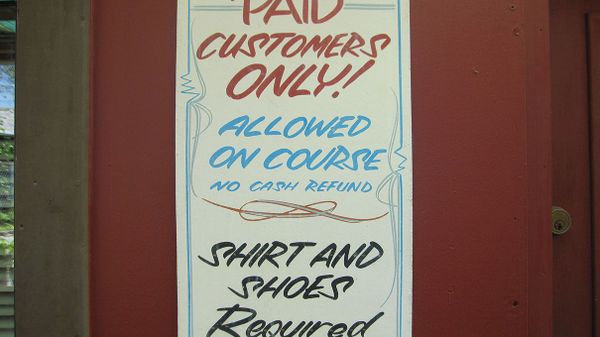 PAID
CUSTOMERS
ONLY!
ALLOWED
ON COURSE
NO CASH REFUND
SHIRT AND
SHOES
Required